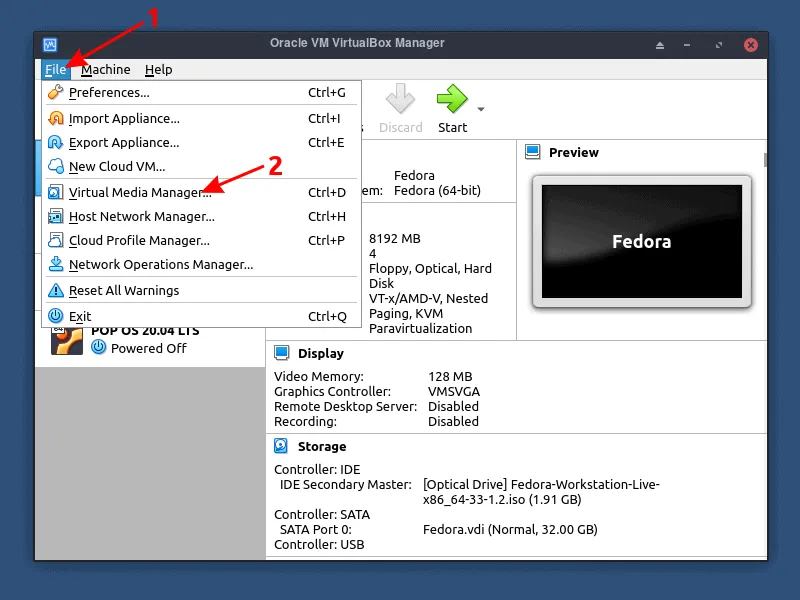 1
Oracle VM VirtualBox Manager
File Machine Help
Preferences... Ctrl+G
Import Appliance... Ctrl+I
Export Appliance... Ctrl+E
New Cloud VM...
2
Virtual Media Manager... Ctrl+D
Host Network Manager... Ctrl+H
Cloud Profile Manager... Ctrl+P
Network Operations Manager...
Reset All Warnings
Exit Ctrl+Q
Discard Start
Fedora
Fedora (64-bit)
8192 MB
4
Floppy, Optical, Hard
Disk
VT-x/AMD-V, Nested
Paging, KVM
Paravirtualization
Preview
Fedora
POP OS 20.04 LTS
Powered Off
Display
Video Memory: 128 MB
Graphics Controller: VMSVGA
Remote Desktop Server: Disabled
Recording: Disabled
Storage
Controller: IDE
IDE Secondary Master: [Optical Drive] Fedora-Workstation-Live-
x86_64-33-1.2.iso (1.91 GB)
Controller: SATA
SATA Port 0: Fedora.vdi (Normal, 32.00 GB)
Controller: USB